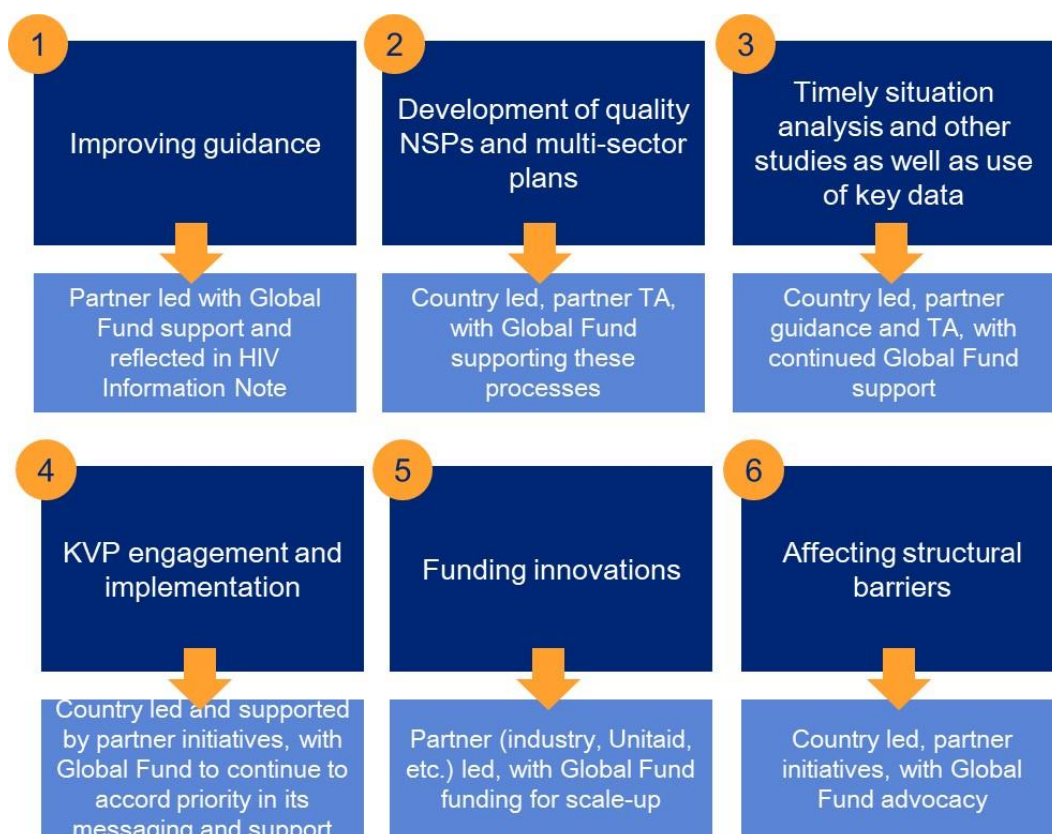 1
Improving guidance
Partner led with Global
Fund support and
reflected in HIV
Information Note
2
Development of quality
NSPs and multi-sector
plans
Country led, partner TA,
with Global Fund
supporting these
processes
3
Timely situation
analysis and other
studies as well as use
of key data
Country led, partner
guidance and TA, with
continued Global Fund
support
4
KVP engagement and
implementation
Country led and supported
by partner initiatives, with
Global Fund to continue to
accord priority in its
messaging and support
5
Funding innovations
Partner (industry, Unitaid,
etc.) led, with Global Fund
funding for scale-up
6
Affecting structural
barriers
Country led, partner
initiatives, with Global
Fund advocacy